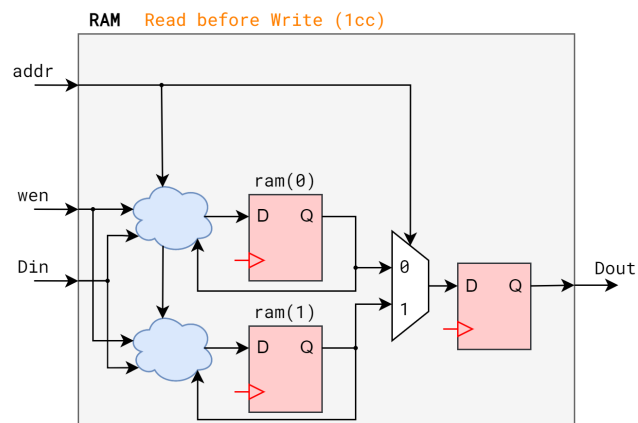 RAM Read before Write (1cc)
addr
wen
Din
ram(0)
D Q
0
1
ram(1)
D Q
D Q
Dout